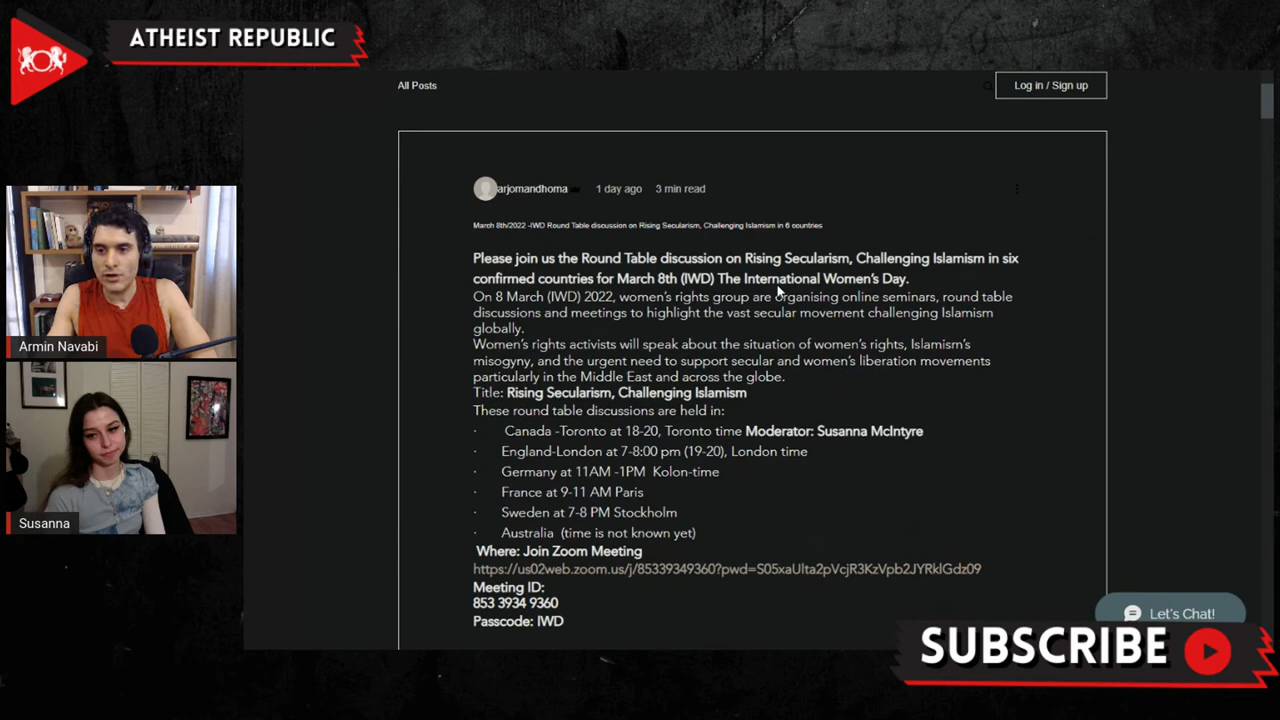 ATHEIST REPUBLIC
All Posts
Log in / Sign up
arjomandhoma
1 day ago
3 min read
March 8th/2022 -IWD Round Table discussion on Rising Secularism, Challenging Islamism in 6 countries
Please join us the Round Table discussion on Rising Secularism, Challenging Islamism in six
confirmed countries for March 8th (IWD) The International Women's Day.
On 8 March (IWD) 2022, women's rights group are organising online seminars, round table
discussions and meetings to highlight the vast secular movement challenging Islamism
globally.
Women's rights activists will speak about the situation of women's rights, Islamism's
misogyny, and the urgent need to support secular and women's liberation movements
particularly in the Middle East and across the globe.
Title: Rising Secularism, Challenging Islamism
These round table discussions are held in:
· Canada -Toronto at 18-20, Toronto time Moderator: Susanna McIntyre
· England-London at 7-8:00 pm (19-20), London time
· Germany at 11AM -1PM Kolon-time
· France at 9-11 AM Paris
· Sweden at 7-8 PM Stockholm
· Australia (time is not known yet)
Where: Join Zoom Meeting
https://us02web.zoom.us/j/85339349360?pwd=S05xaUlta2pVcjR3KzVpb2JYRklGdz09
Meeting ID:
853 3934 9360
Passcode: IWD
Armin Navabi
Susanna
Let's Chat!
SUBSCRIBE